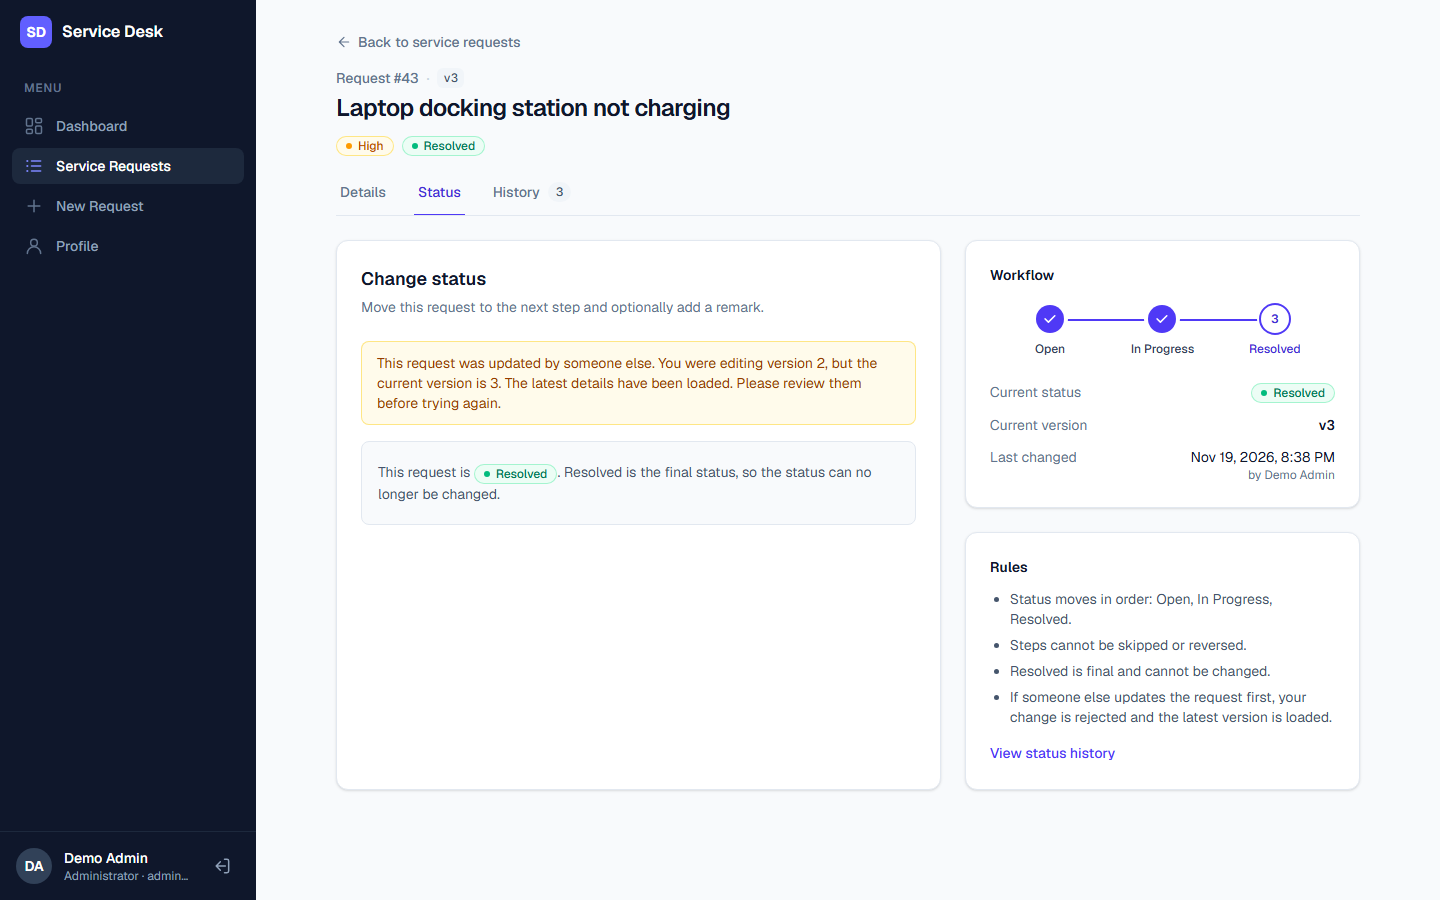 SD Service Desk
MENU
Dashboard
Service Requests
New Request
Profile
DA
Demo Admin
Administrator · admin...
Back to service requests
Request #43 · v3
Laptop docking station not charging
High Resolved
Details Status History 3
Change status
Move this request to the next step and optionally add a remark.
This request was updated by someone else. You were editing version 2, but the
current version is 3. The latest details have been loaded. Please review them
before trying again.
This request is Resolved. Resolved is the final status, so the status can no
longer be changed.
Workflow
3
Open In Progress Resolved
Current status Resolved
Current version v3
Last changed Nov 19, 2026, 8:38 PM
by Demo Admin
Rules
Status moves in order: Open, In Progress,
Resolved.
Steps cannot be skipped or reversed.
Resolved is final and cannot be changed.
If someone else updates the request first, your
change is rejected and the latest version is loaded.
View status history